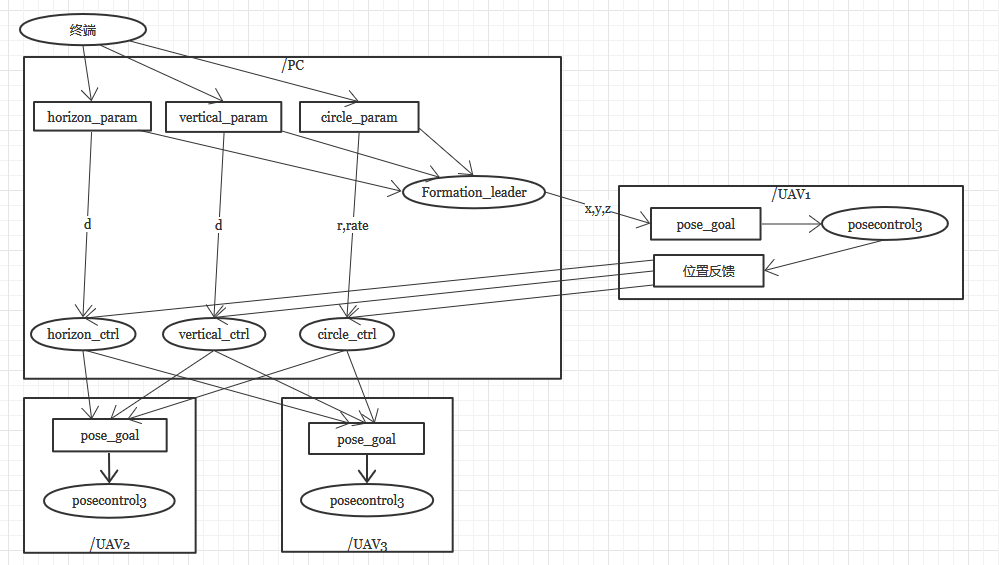 终端
/PC
horizon_param
vertical_param
circle_param
Formation_leader
/UAV1
x,y,z
pose_goal
posecontrol3
d
d
r,rate
位置反馈
horizon_ctrl
vertical_ctrl
circle_ctrl
pose_goal
pose_goal
posecontrol3
posecontrol3
/UAV2
/UAV3